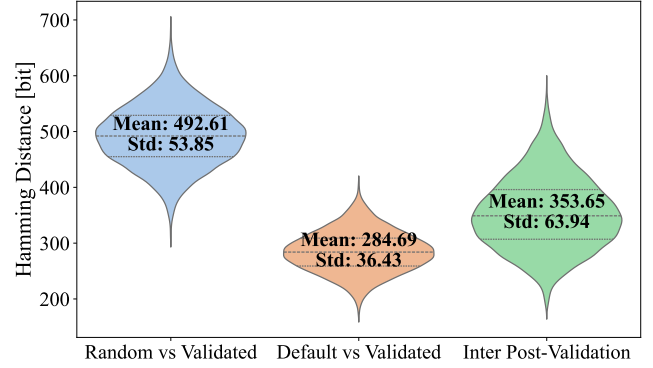 Hamming Distance [bit]
700
600
500
400
300
200
Mean: 492.61
Std: 53.85
Mean: 284.69
Std: 36.43
Mean: 353.65
Std: 63.94
Random vs Validated
Default vs Validated
Inter Post-Validation